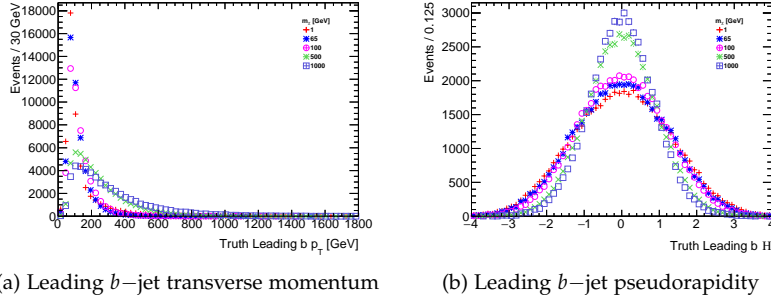 Events / 30 GeV
18000
16000
14000
12000
10000
8000
6000
4000
2000
0
0 200 400 600 800 1000 1200 1400 1600 1800
Truth Leading b p_T [GeV]
[GeV]
1
65
100
500
1000
Events / 0.125
3000
2500
2000
1500
1000
500
0
−4 −3 −2 −1 0 1 2 3 4
Truth Leading b H
[GeV]
1
65
100
500
1000
(a) Leading b−jet transverse momentum
(b) Leading b−jet pseudorapidity